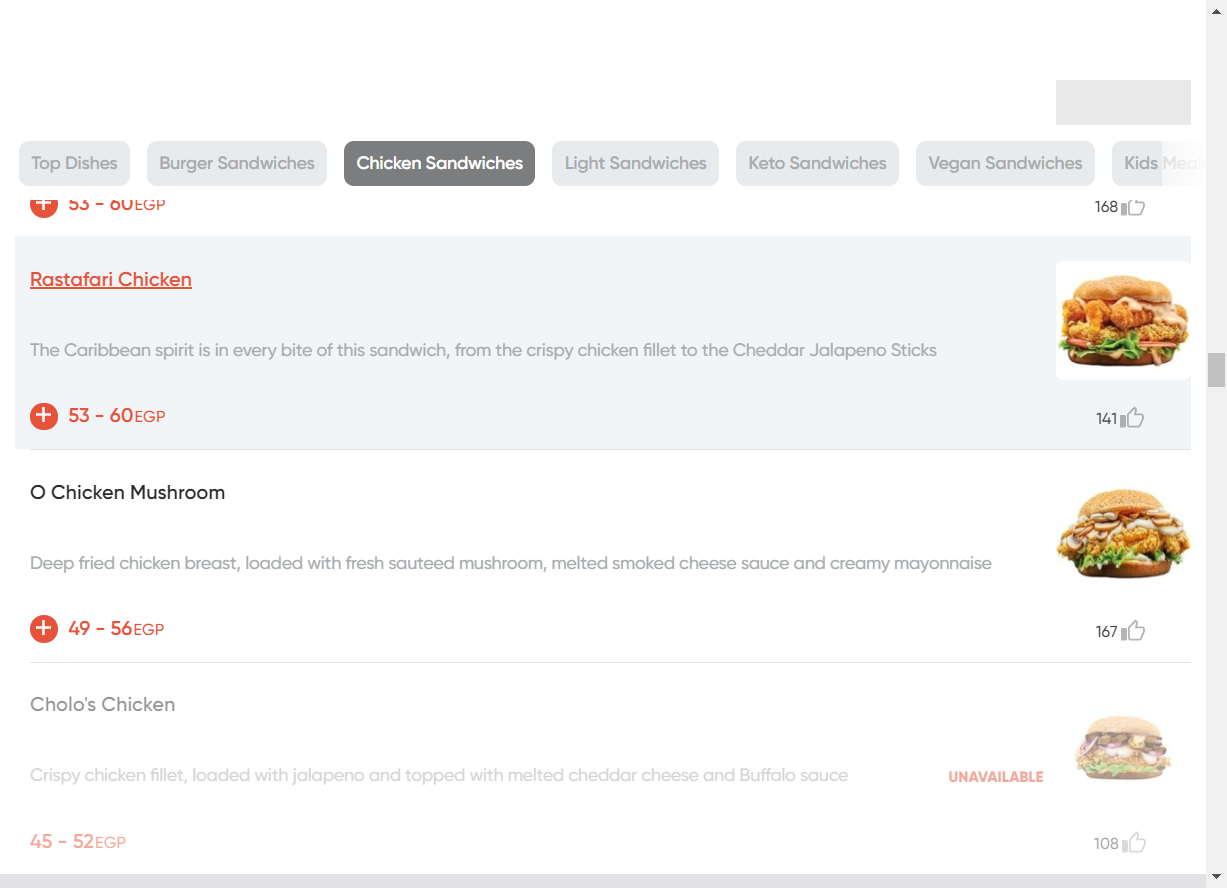 Top Dishes
Burger Sandwiches
Chicken Sandwiches
Light Sandwiches
Keto Sandwiches
Vegan Sandwiches
Kids Meals
53 - 60EGP
168
Rastafari Chicken
The Caribbean spirit is in every bite of this sandwich, from the crispy chicken fillet to the Cheddar Jalapeno Sticks
53 - 60EGP
141
O Chicken Mushroom
Deep fried chicken breast, loaded with fresh sauteed mushroom, melted smoked cheese sauce and creamy mayonnaise
49 - 56EGP
167
Cholo's Chicken
Crispy chicken fillet, loaded with jalapeno and topped with melted cheddar cheese and Buffalo sauce
UNAVAILABLE
45 - 52EGP
108